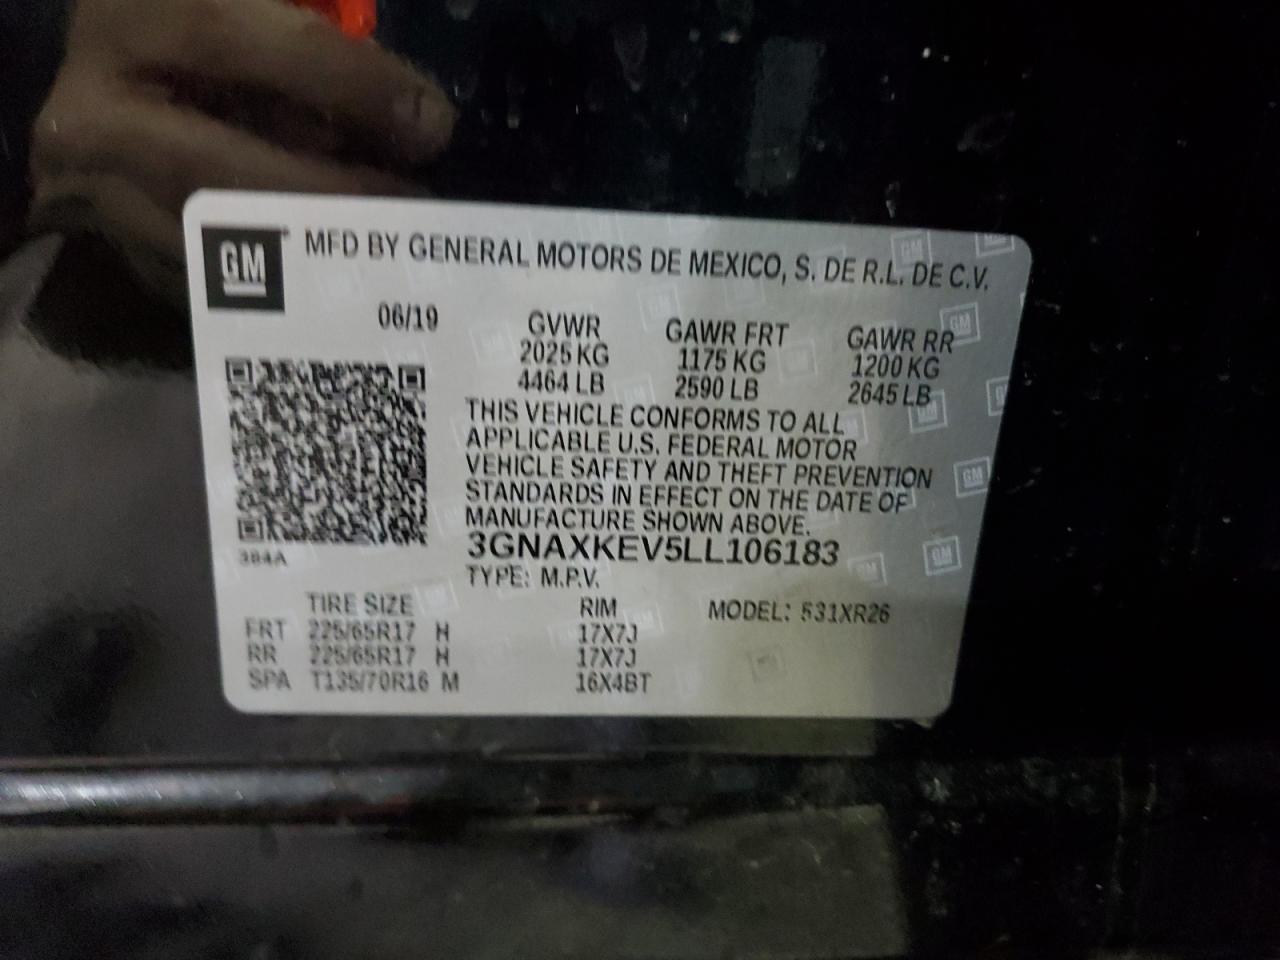 GM MFD BY GENERAL MOTORS DE MEXICO, S. DE R.L. DE C.V.
06/19
GVWR GAWR FRT GAWR RR
2025 KG 1175 KG 1200 KG
4464 LB 2590 LB 2645 LB
THIS VEHICLE CONFORMS TO ALL
APPLICABLE U.S. FEDERAL MOTOR
VEHICLE SAFETY AND THEFT PREVENTION
STANDARDS IN EFFECT ON THE DATE OF
MANUFACTURE SHOWN ABOVE.
384A
3GNAXKEV5LL106183
TYPE: M.P.V.
TIRE SIZE RIM MODEL: 531XR26
FRT 225/65R17 H 17X7J
RR 225/65R17 H 17X7J
SPA T135/70R16 M 16X4BT